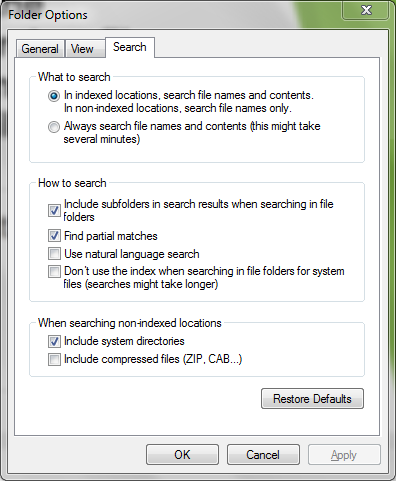 Folder Options
General View Search
What to search
In indexed locations, search file names and contents.
In non-indexed locations, search file names only.
Always search file names and contents (this might take
several minutes)
How to search
Include subfolders in search results when searching in file
folders
Find partial matches
Use natural language search
Don't use the index when searching in file folders for system
files (searches might take longer)
When searching non-indexed locations
Include system directories
Include compressed files (ZIP, CAB...)
Restore Defaults
OK Cancel Apply